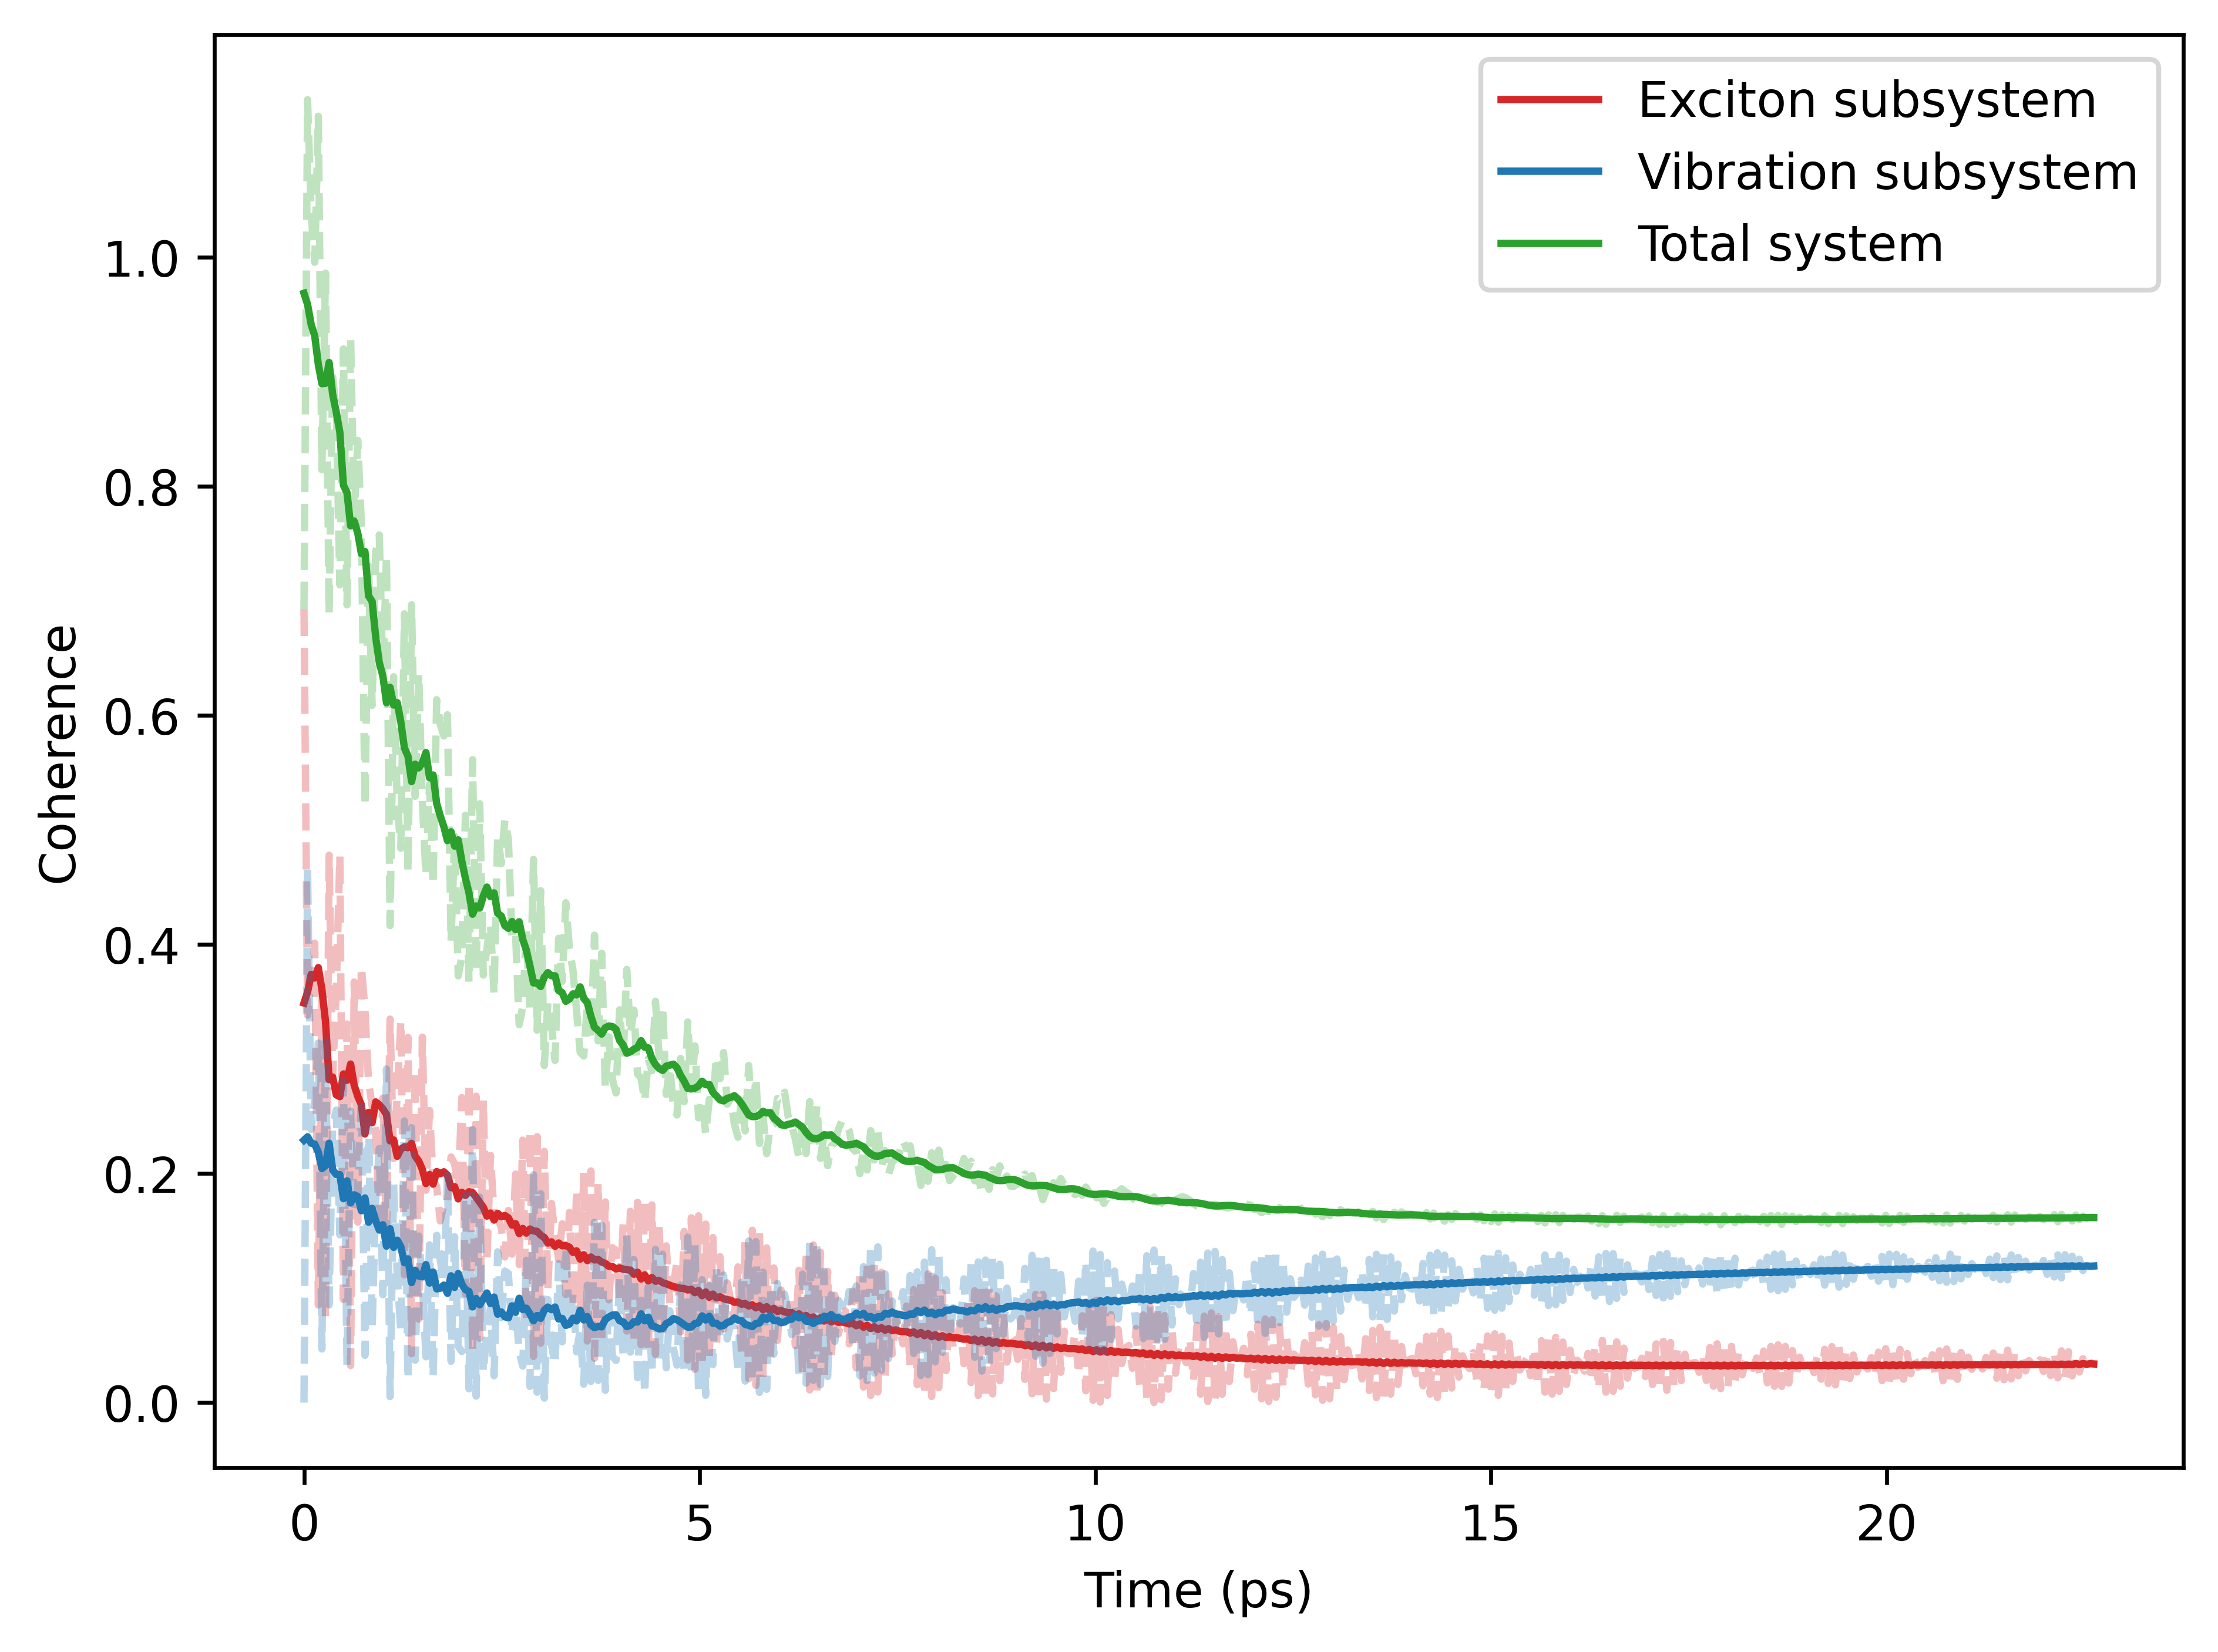 Exciton subsystem
Vibration subsystem
Total system
1.0
0.8
0.6
0.4
0.2
0.0
Coherence
0 5 10 15 20
Time (ps)